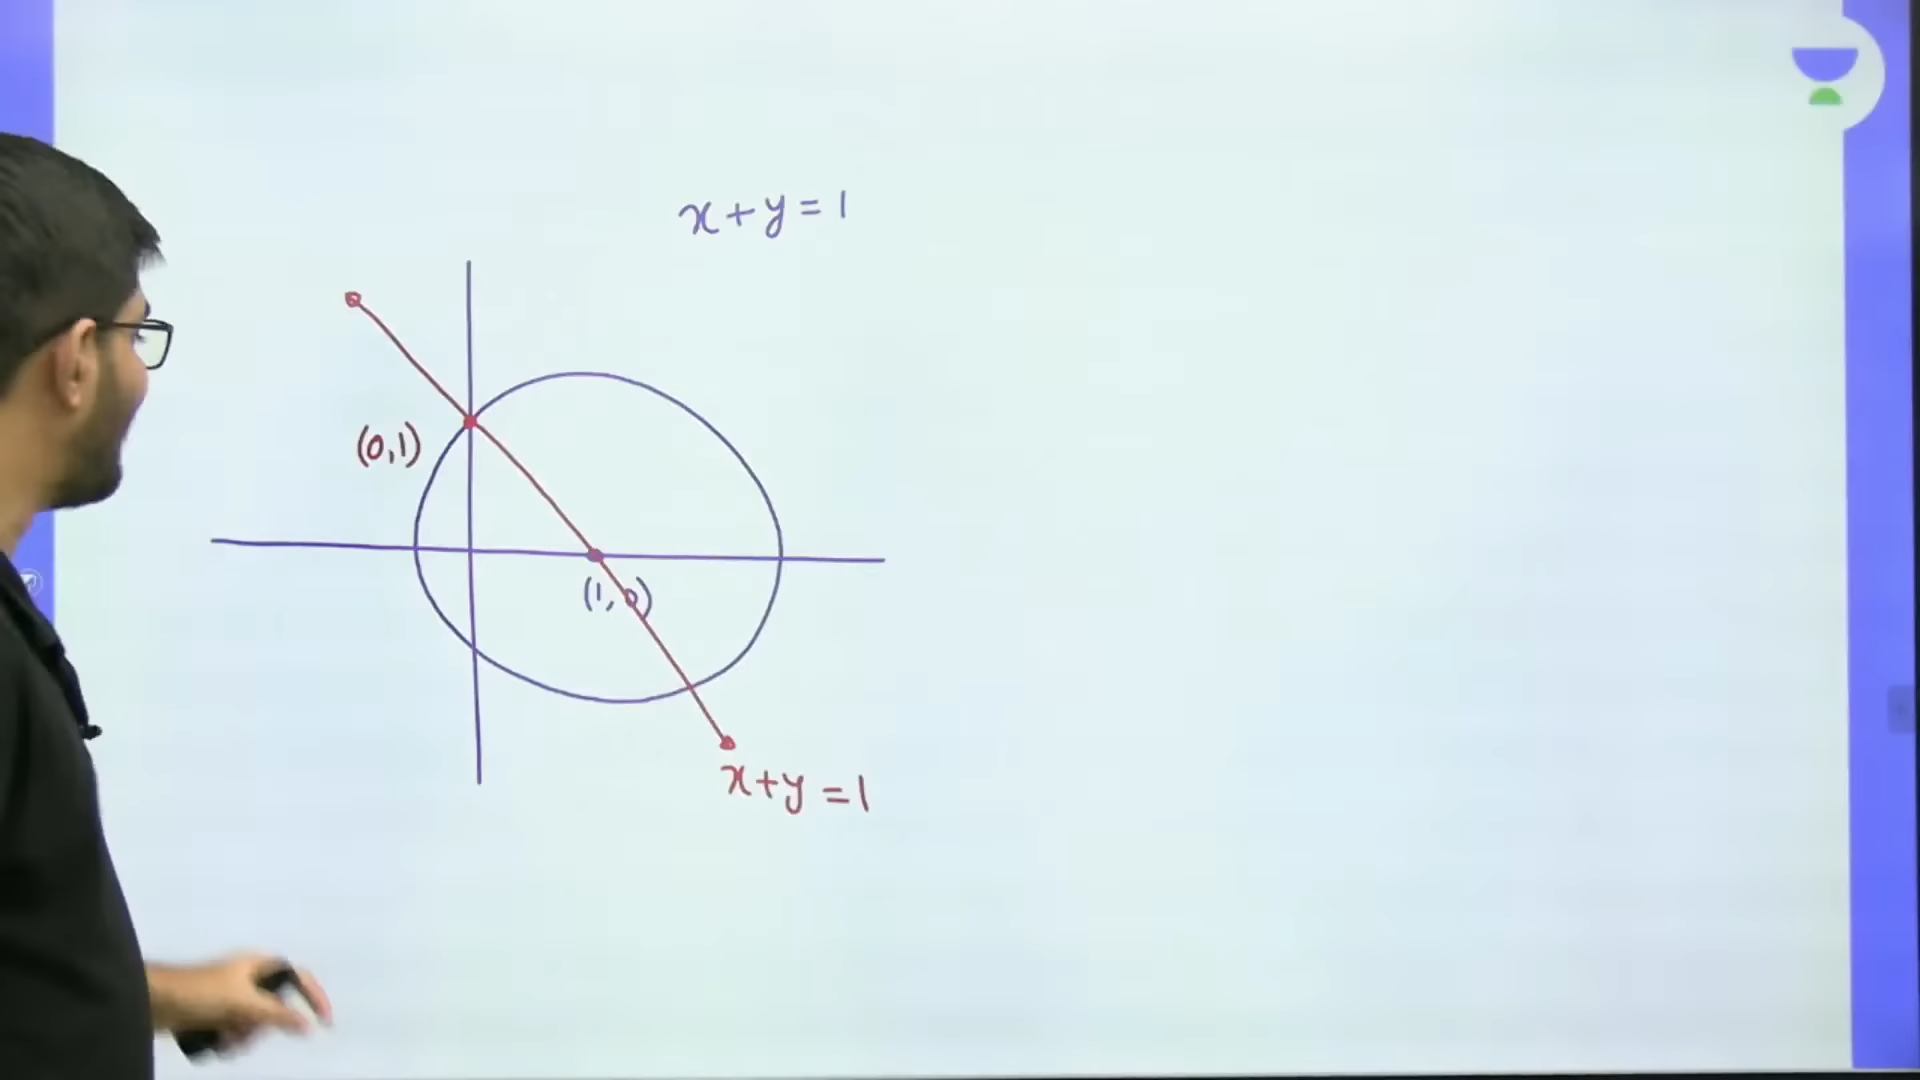 x+y=1
(0,1)
(1,0)
x+y=1